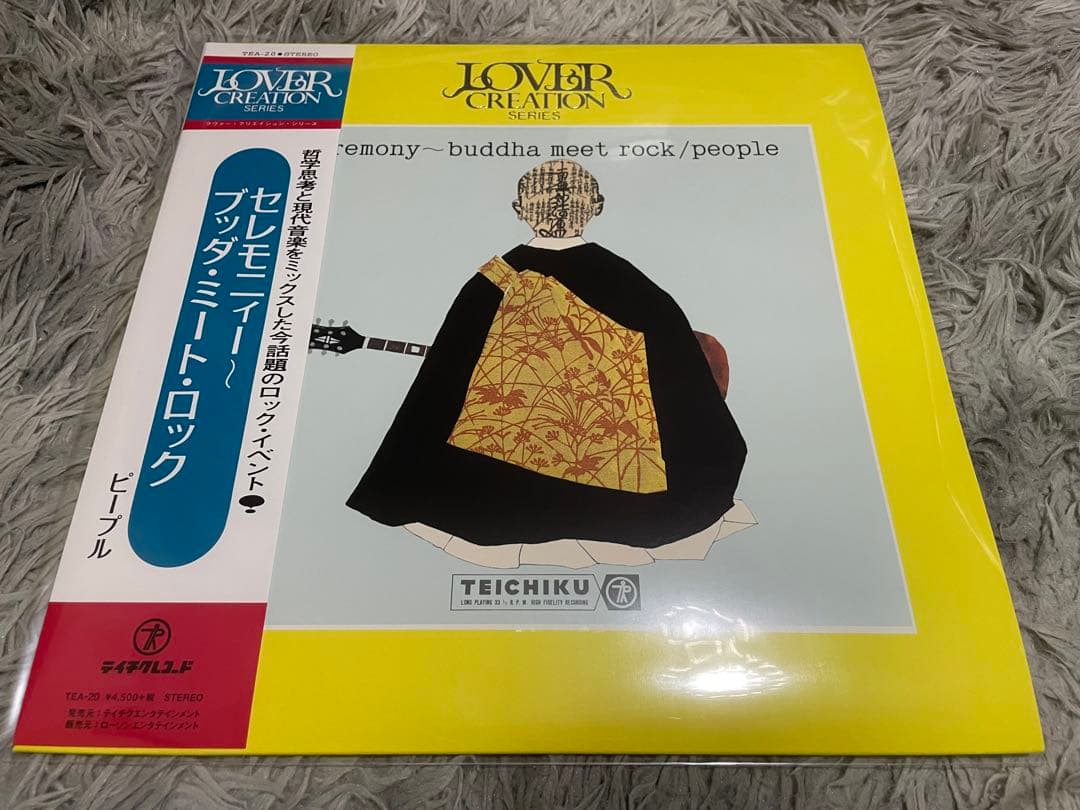 TEA-20●STEREO
LOVER
CREATION
SERIES
ラヴァー・クリエイション・シリーズ
哲学思考と現代音楽をミックスした今話題のロック・イベント
セレモニィー～
ブッダ・ミート・ロック
ピープル
テイチクレコード
TEA-20 ¥4,500+税 STEREO
発売元:テイチクエンタテインメント
販売元:ローソンエンタテインメント
LOVER
CREATION
SERIES
remony～buddha meet rock/people
TEICHIKU
LONG PLAYING 33 ⅓ R.P.M. HIGH FIDELITY RECORDING